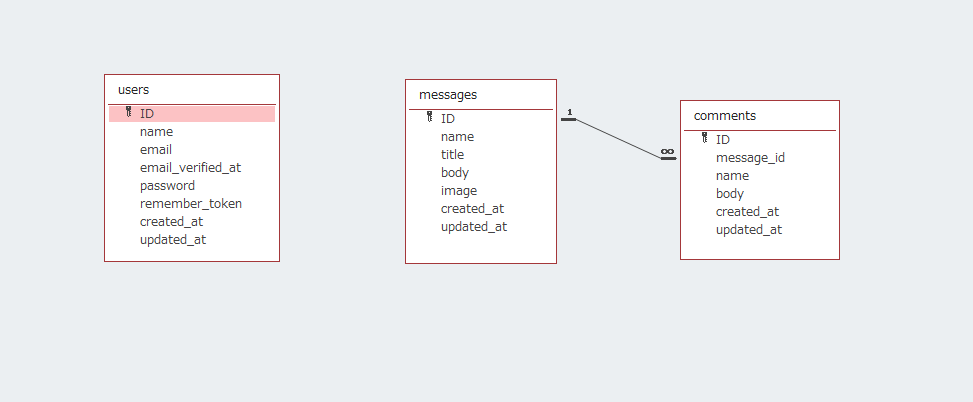 users
ID
name
email
email_verified_at
password
remember_token
created_at
updated_at
messages
ID
name
title
body
image
created_at
updated_at
1
∞
comments
ID
message_id
name
body
created_at
updated_at